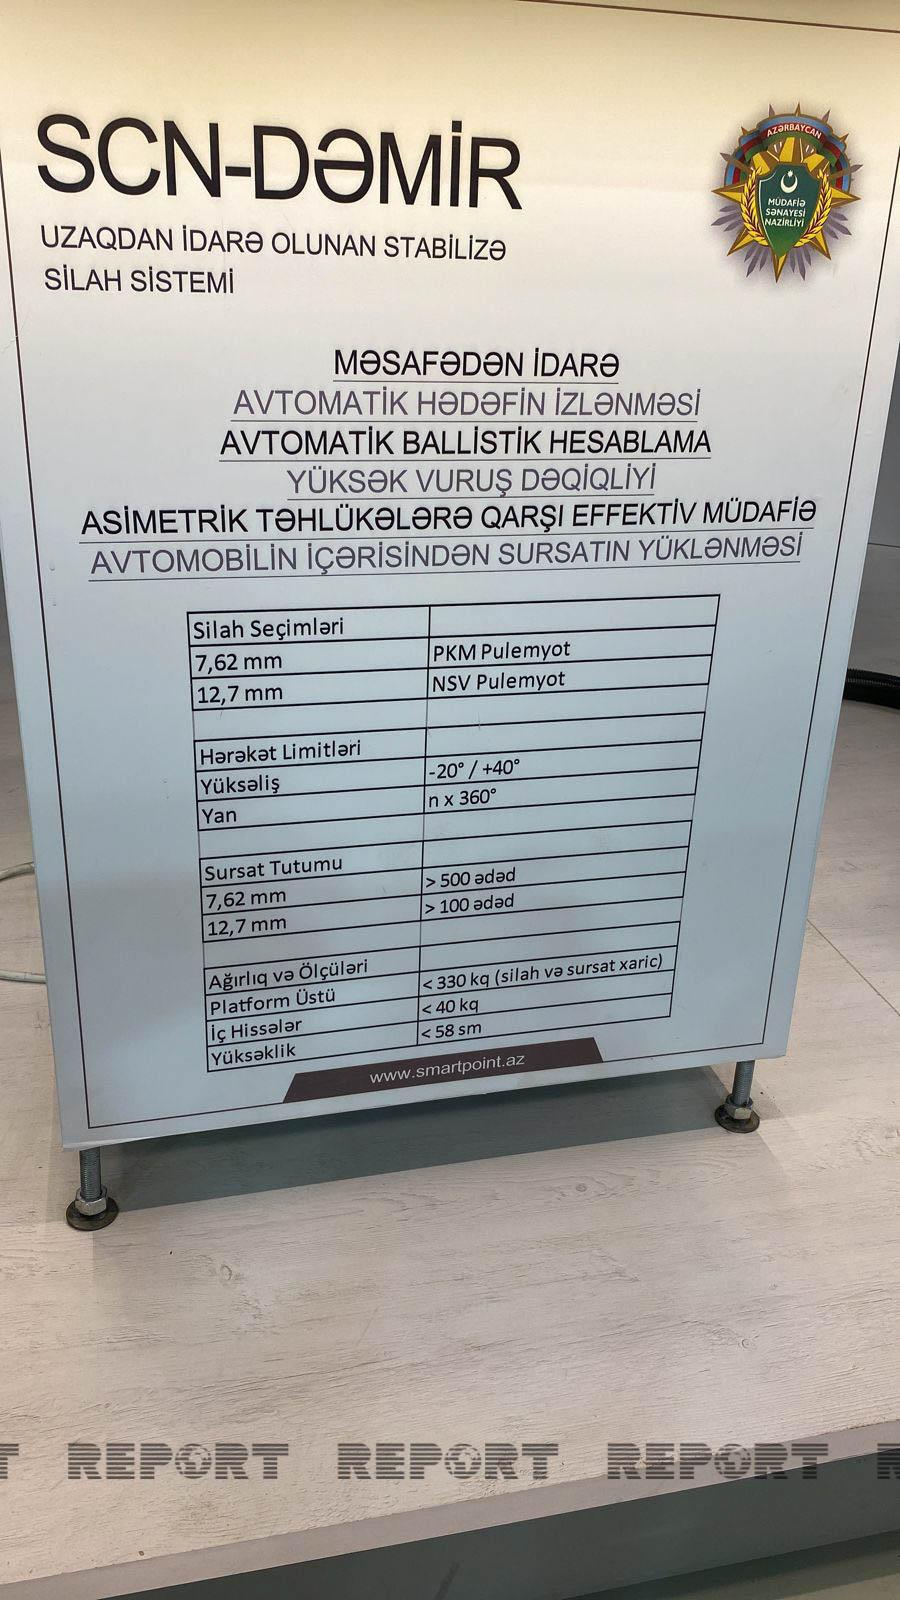 SCN-DƏMİR
UZAQDAN İDARƏ OLUNAN STABİLİZƏ
SİLAH SİSTEMİ
AZƏRBAYCAN
MÜDAFİƏ
SƏNAYESİ
NAZİRLİYİ
MƏSAFƏDƏN İDARƏ
AVTOMATİK HƏDƏFİN İZLƏNMƏSİ
AVTOMATİK BALLİSTİK HESABLAMA
YÜKSƏK VURUŞ DƏQİQLİYİ
ASİMETRİK TƏHLÜKƏLƏRƏ QARŞI EFFEKTİV MÜDAFİƏ
AVTOMOBİLİN İÇƏRİSİNDƏN SURSATIN YÜKLƏNMƏSİ
Silah Seçimləri
7,62 mm PKM Pulemyot
12,7 mm NSV Pulemyot
Hərəkət Limitləri
Yüksəliş -20° / +40°
Yan n x 360°
Sursat Tutumu
7,62 mm > 500 ədəd
12,7 mm > 100 ədəd
Ağırlıq və Ölçüləri
Platform Üstü < 330 kq (silah və sursat xaric)
İç Hissələr < 40 kq
Yüksəklik < 58 sm
www.smartpoint.az
REPORT REPORT REPORT